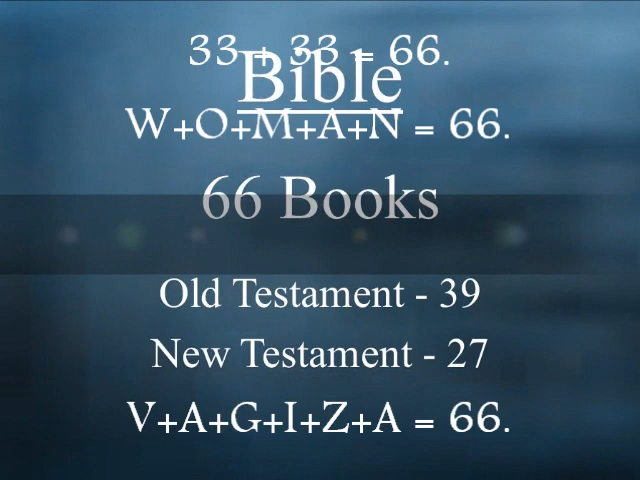 33 + 33 = 66.
Bible
W+O+M+A+N = 66.
66 Books
Old Testament - 39
New Testament - 27
V+A+G+I+Z+A = 66.